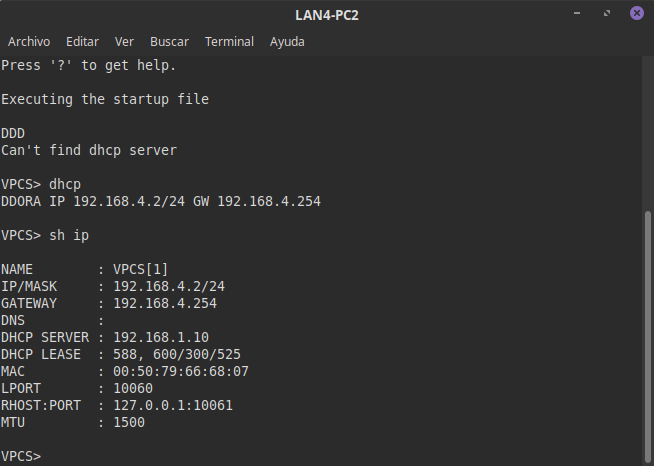 LAN4-PC2
Archivo Editar Ver Buscar Terminal Ayuda
Press '?' to get help.
Executing the startup file
DDD
Can't find dhcp server
VPCS> dhcp
DDORA IP 192.168.4.2/24 GW 192.168.4.254
VPCS> sh ip
NAME        : VPCS[1]
IP/MASK     : 192.168.4.2/24
GATEWAY     : 192.168.4.254
DNS         :
DHCP SERVER : 192.168.1.10
DHCP LEASE  : 588, 600/300/525
MAC         : 00:50:79:66:68:07
LPORT       : 10060
RHOST:PORT  : 127.0.0.1:10061
MTU         : 1500
VPCS>